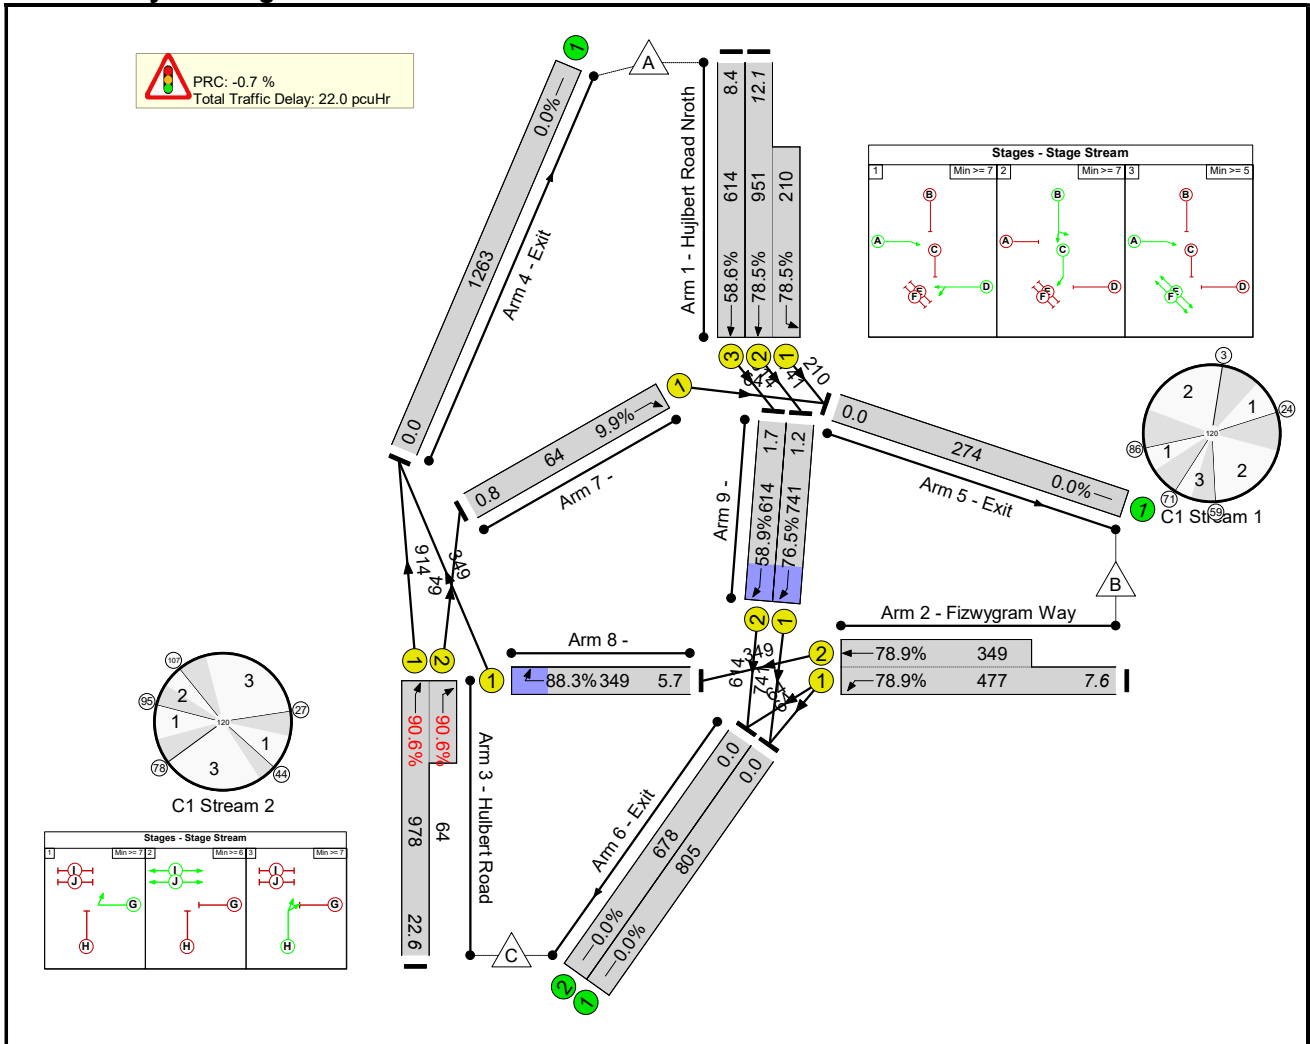 PRC: -0.7 %
Total Traffic Delay: 22.0 pcuHr
1
A
Arm 4 - Exit
0.0%
1263
0.0
Arm 1 - Hujlbert Road Nroth
8.4
614
58.6%
12.1
951
78.5%
210
78.5%
3
2
1
210
Stages - Stage Stream
1
Min >= 7
2
Min >= 7
3
Min >= 5
B
A
C
D
F
B
A
C
D
F
B
A
C
D
F
3
2
1
24
120
86
1
3
2
71
59
C1 Stream 1
1
9.9%
64
0.8
Arm 7 -
0.0
274
0.0%
Arm 5 - Exit
1
B
Arm 9 -
1.7
614
58.9%
1.2
741
76.5%
2
1
914
64
349
Arm 2 - Fizwygram Way
2
78.9%
349
1
78.9%
477
7.6
349
614
741
Arm 8 -
1
88.3%
349
5.7
1
2
90.6%
90.6%
978
64
22.6
Arm 3 - Hulbert Road
C
Arm 6 - Exit
0.0
0.0
678
805
0.0%
0.0%
2
1
107
3
2
95
27
120
1
1
78
3
44
C1 Stream 2
Stages - Stage Stream
1
Min >= 7
2
Min >= 6
3
Min >= 7
I
J
G
H
I
J
G
H
I
J
G
H